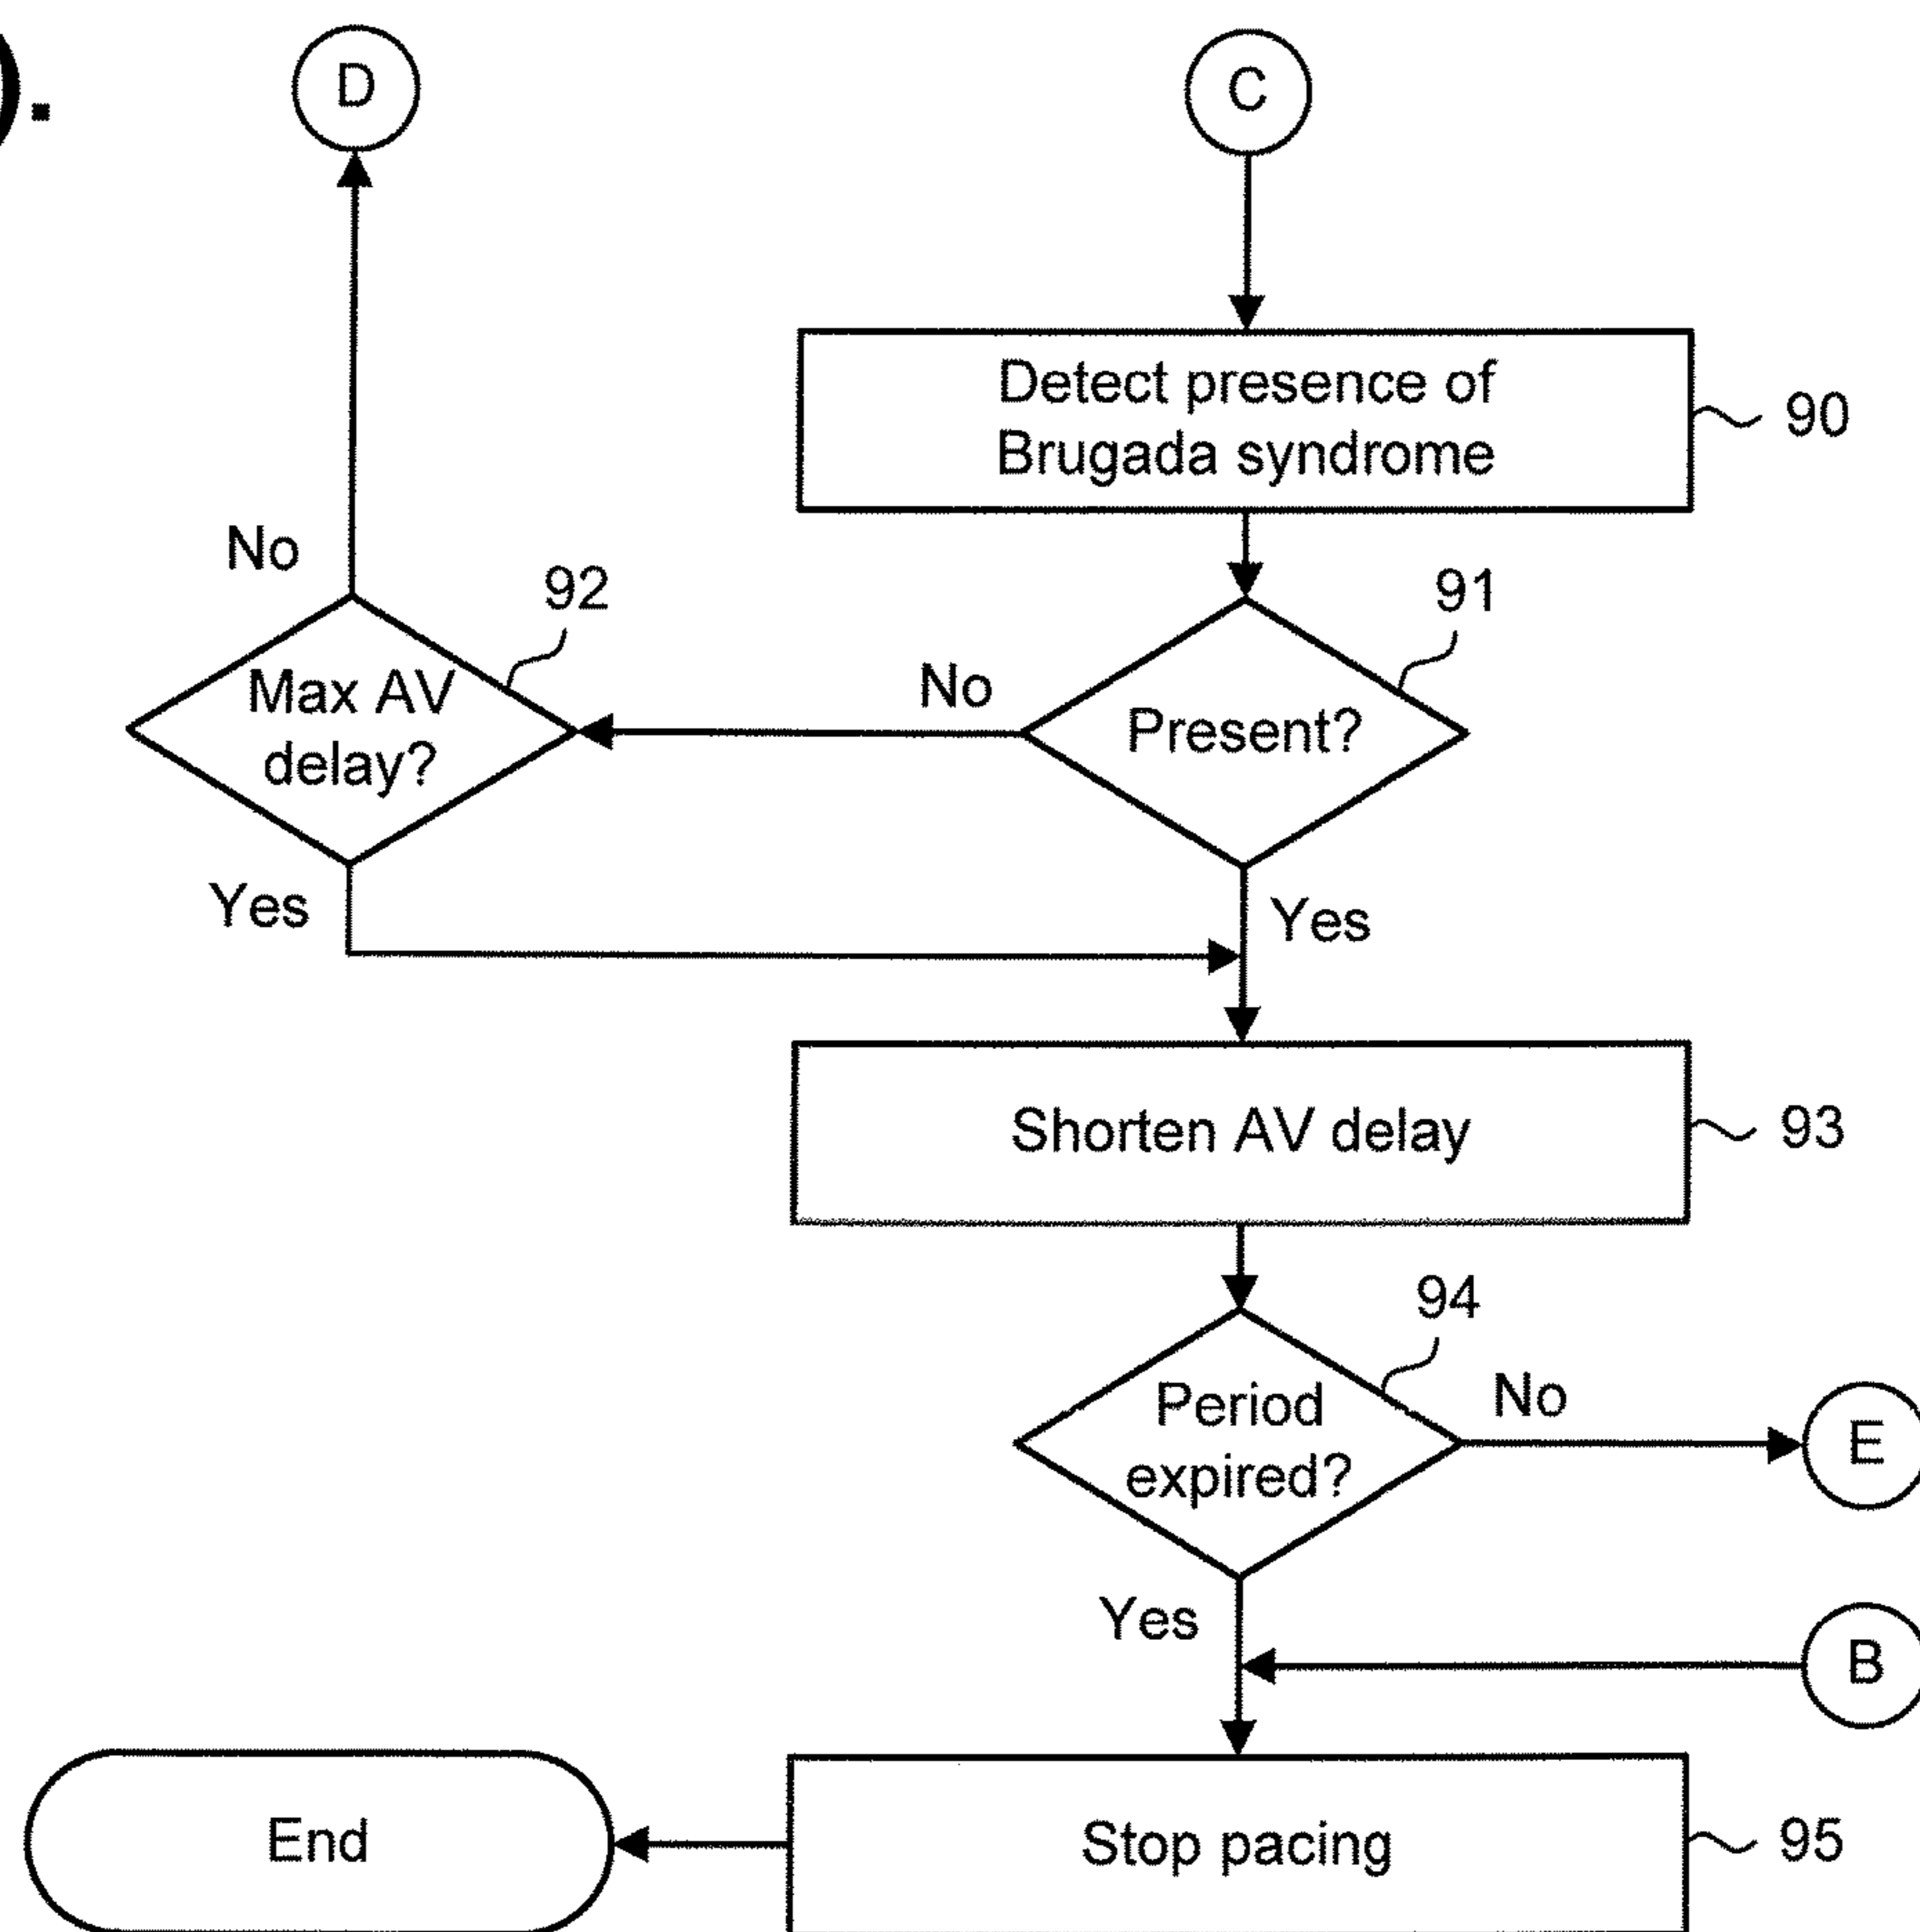 ).
D
C
Detect presence of
Brugada syndrome
90
No
92
91
Max AV
delay?
No
Present?
Yes
Yes
Shorten AV delay
93
94
Period
expired?
No
E
Yes
B
End
Stop pacing
95